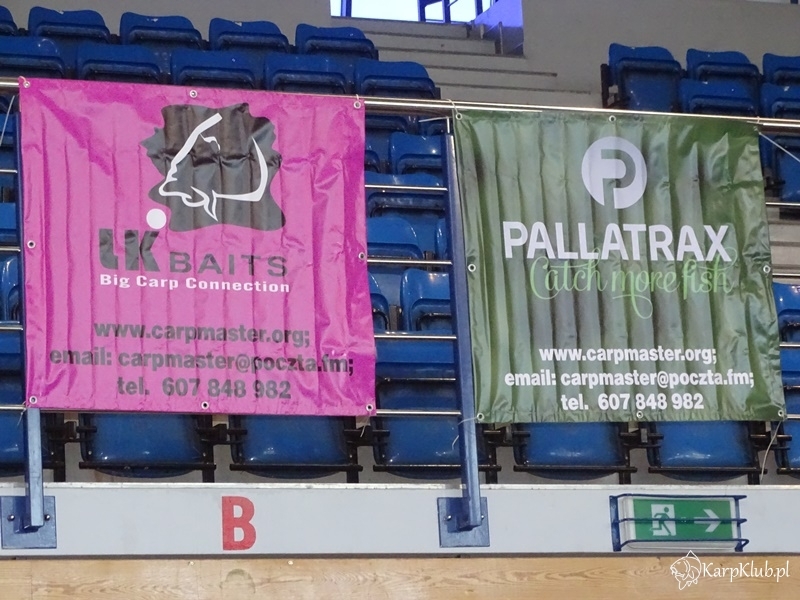 LK BAITS
Big Carp Connection
www.carpmaster.org;
email: carpmaster@poczta.fm;
tel. 607 848 982
P
PALLATRAX
Catch more fish
www.carpmaster.org;
email: carpmaster@poczta.fm;
tel. 607 848 982
B
KarpKlub.pl